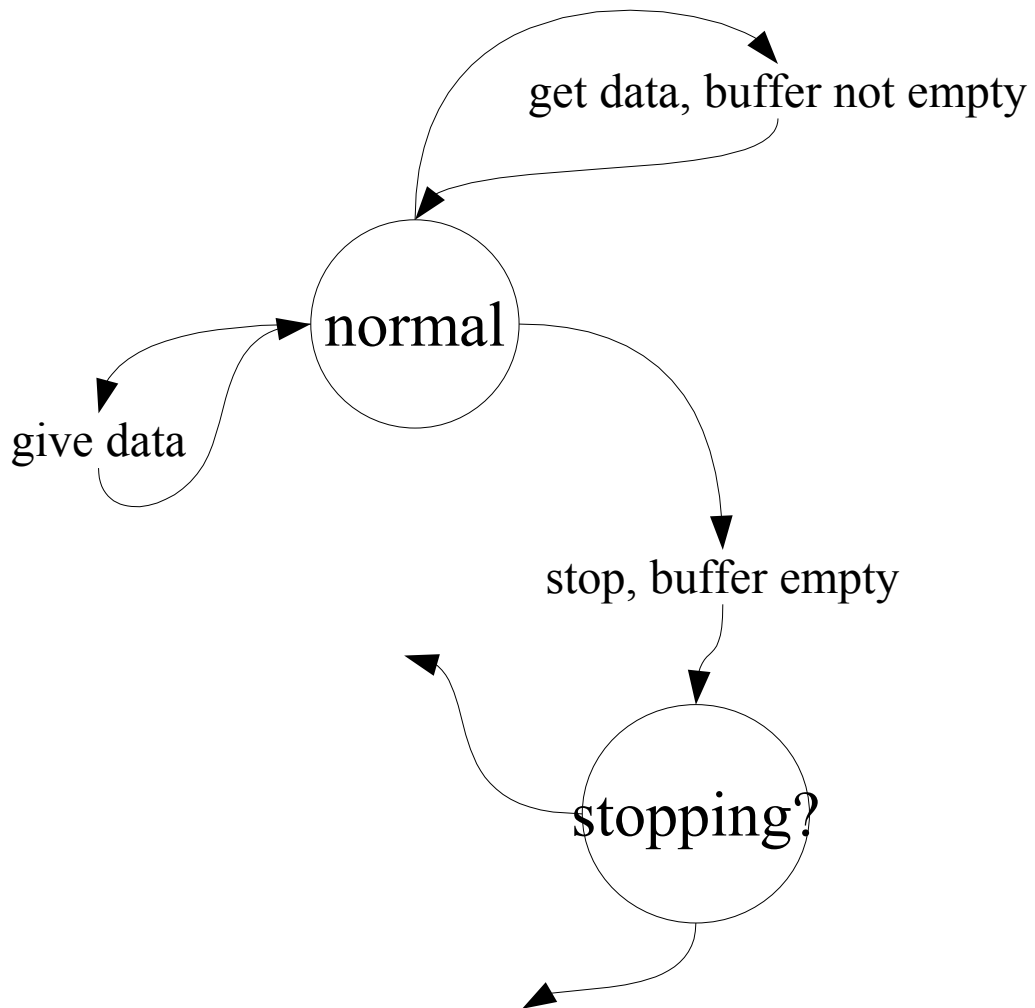 get data, buffer not empty
normal
give data
stop, buffer empty
stopping?